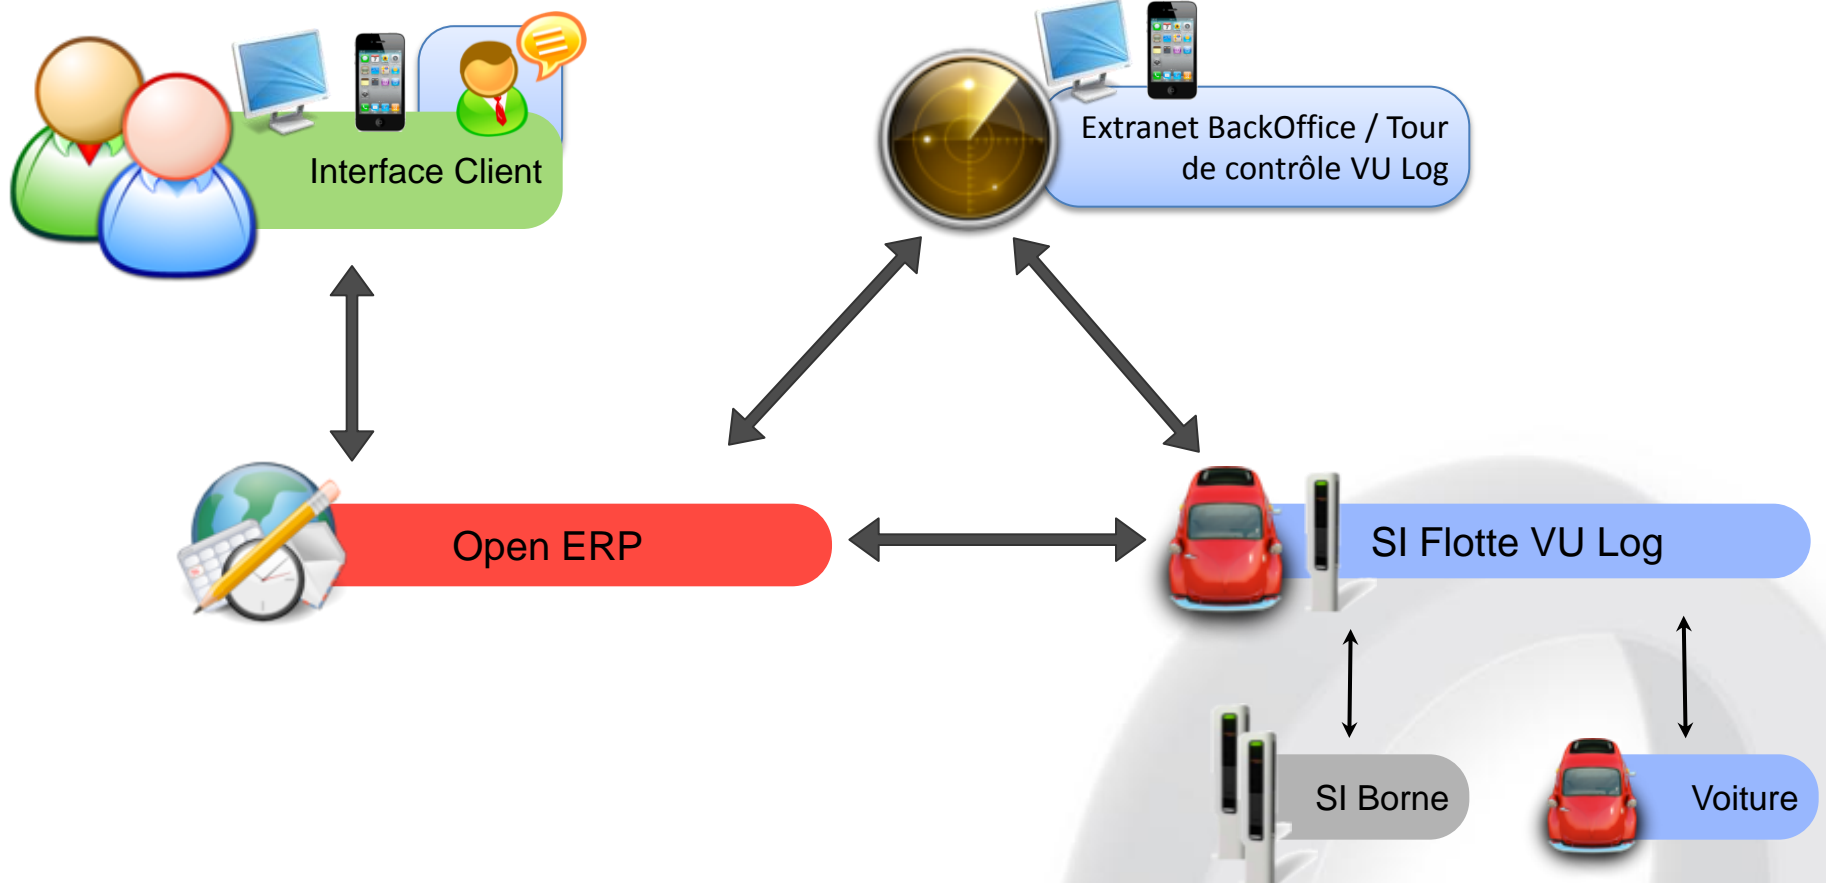 Interface Client
Extranet BackOffice / Tour
de contrôle VU Log
Open ERP
SI Flotte VU Log
SI Borne
Voiture